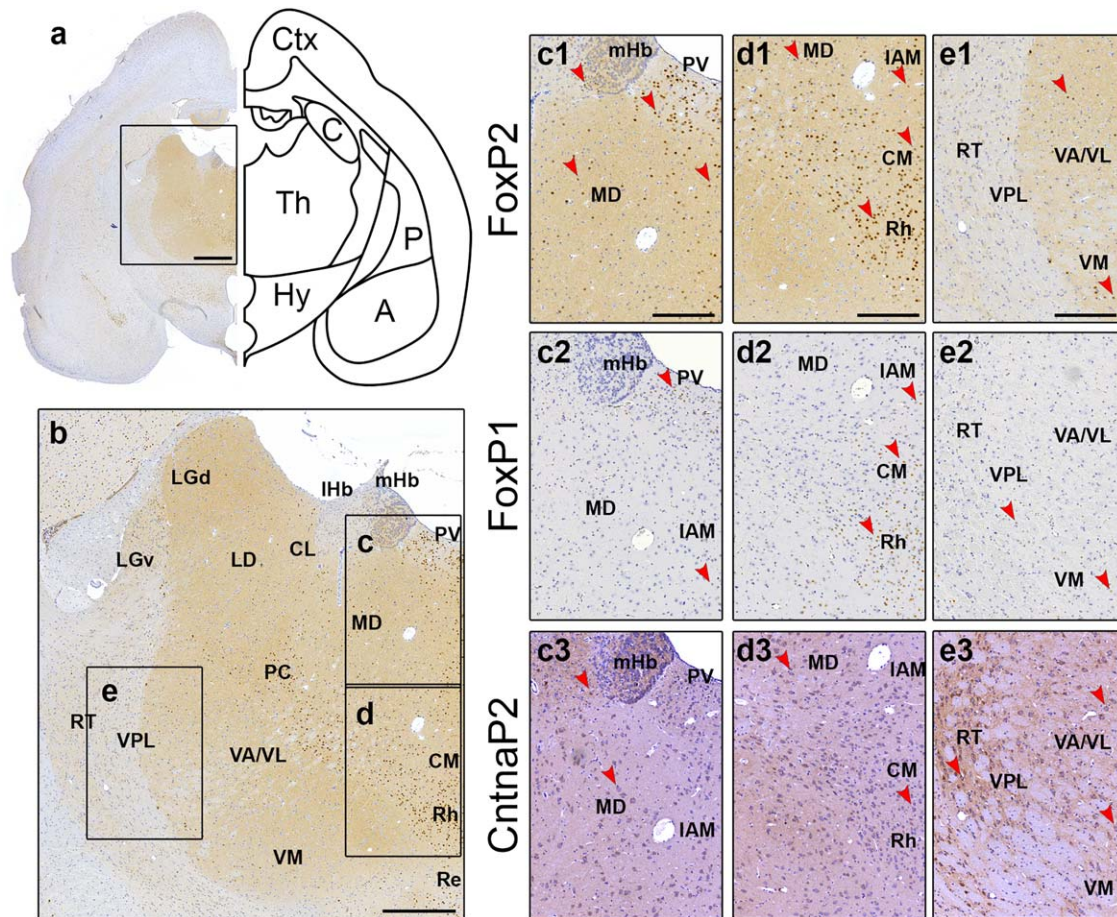 a
Ctx
C
Th
P
Hy
A
b
LGd
lHb
mHb
PV
LGv
LD
CL
c
MD
PC
e
d
RT
VPL
VA/VL
CM
Rh
VM
Re
FoxP2
c1
mHb
PV
MD
d1
MD
IAM
CM
Rh
e1
RT
VA/VL
VPL
VM
FoxP1
c2
mHb
PV
MD
IAM
d2
MD
IAM
CM
Rh
e2
RT
VA/VL
VPL
VM
CntnaP2
c3
mHb
PV
MD
IAM
d3
MD
IAM
CM
Rh
e3
RT
VA/VL
VPL
VM